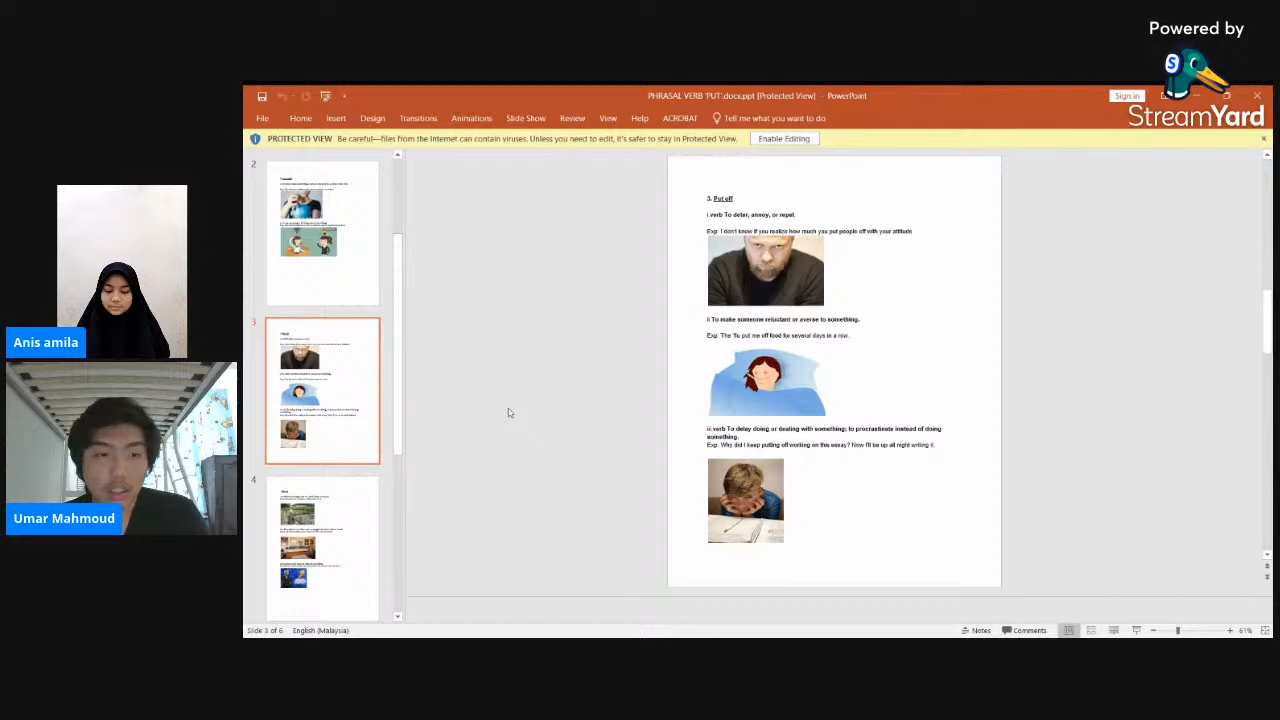 Powered by
StreamYard
PHRASAL VERB 'PUT'.docx.ppt [Protected View] - PowerPoint
Sign in
File Home Insert Design Transitions Animations Slide Show Review View Help ACROBAT Tell me what you want to do
PROTECTED VIEW Be careful—files from the Internet can contain viruses. Unless you need to edit, it's safer to stay in Protected View. Enable Editing
2
3
4
3. Put off
i verb To deter, annoy, or repel.
Exp: I don't know if you realize how much you put people off with your attitude
ii To make someone reluctant or averse to something.
Exp: The 'flu put me off food for several days in a row.
iii verb To delay doing or dealing with something; to procrastinate instead of doing
something.
Exp: Why did I keep putting off working on this essay? Now I'll be up all night writing it.
Anis amila
Umar Mahmoud
Slide 3 of 6 English (Malaysia)
Notes Comments 61%